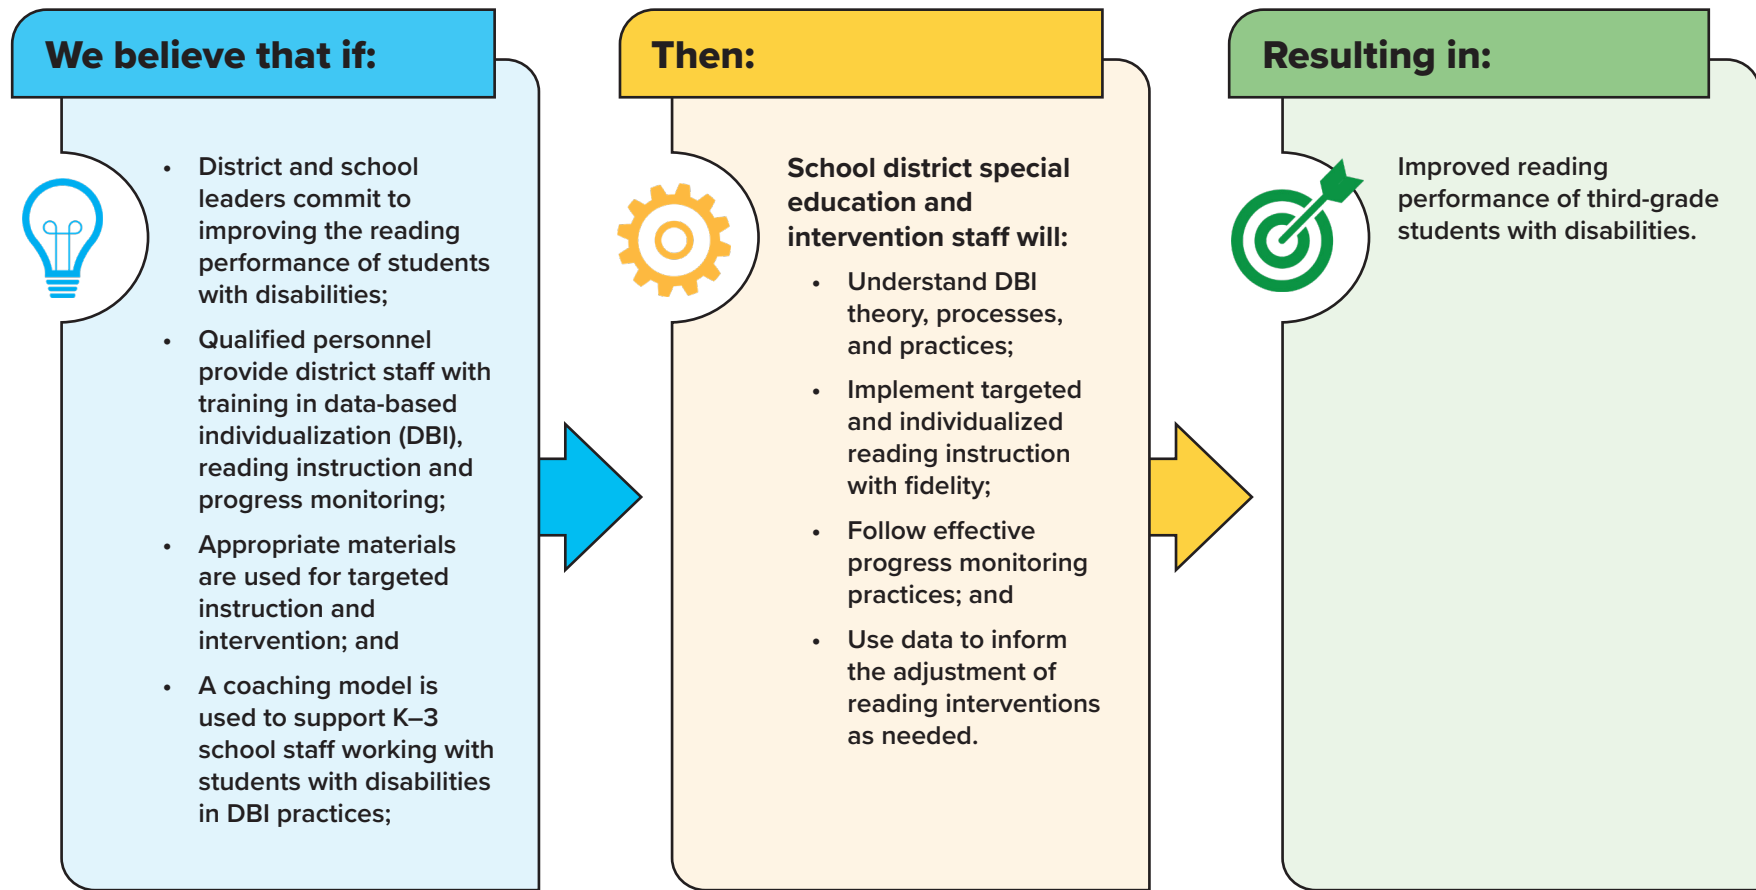 We believe that if:
• District and school
leaders commit to
improving the reading
performance of students
with disabilities;
• Qualified personnel
provide district staff with
training in data-based
individualization (DBI),
reading instruction and
progress monitoring;
• Appropriate materials
are used for targeted
instruction and
intervention; and
• A coaching model is
used to support K–3
school staff working with
students with disabilities
in DBI practices;
Then:
School district special
education and
intervention staff will:
• Understand DBI
theory, processes,
and practices;
• Implement targeted
and individualized
reading instruction
with fidelity;
• Follow effective
progress monitoring
practices; and
• Use data to inform
the adjustment of
reading interventions
as needed.
Resulting in:
Improved reading
performance of third-grade
students with disabilities.